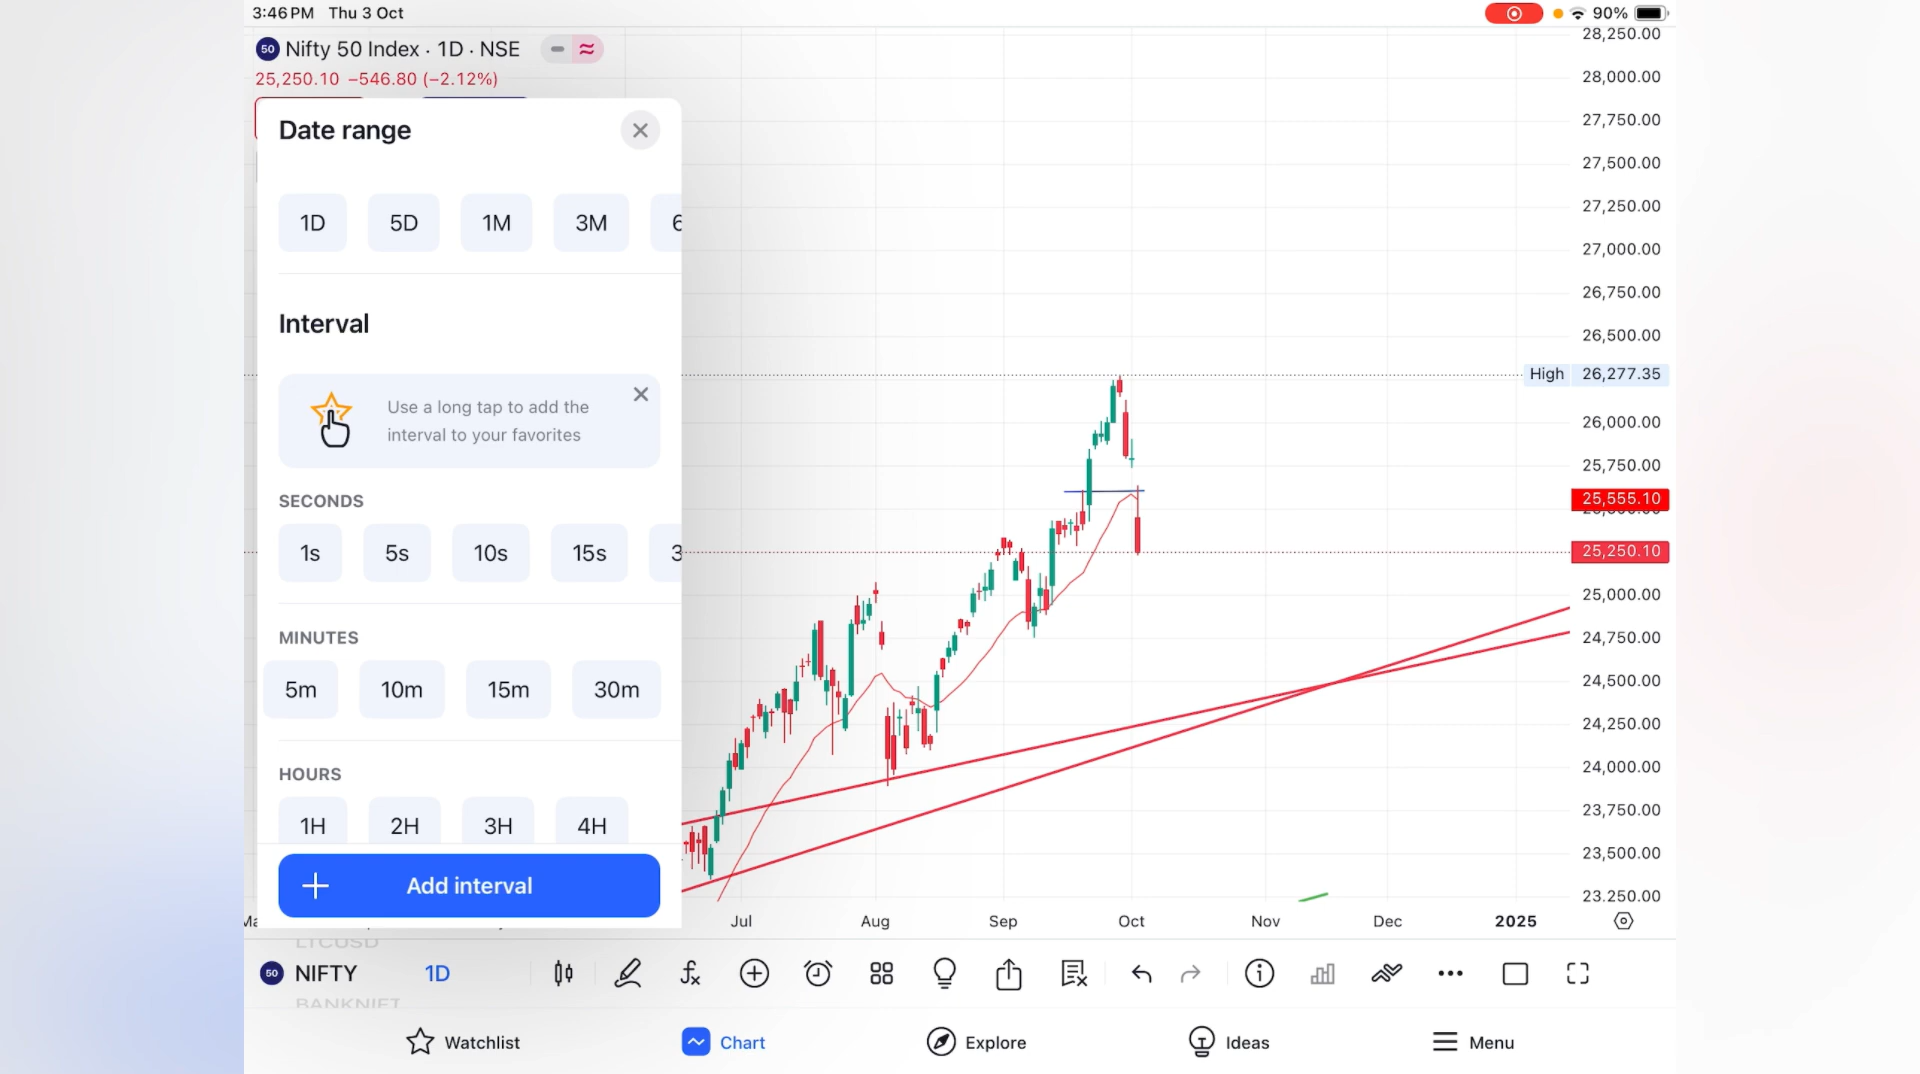 3:46 PM Thu 3 Oct
90%
50 Nifty 50 Index · 1D · NSE
25,250.10 −546.80 (−2.12%)
Date range
1D 5D 1M 3M 6
Interval
Use a long tap to add the
interval to your favorites
SECONDS
1s 5s 10s 15s 3
MINUTES
5m 10m 15m 30m
HOURS
1H 2H 3H 4H
Add interval
28,250.00
28,000.00
27,750.00
27,500.00
27,250.00
27,000.00
26,750.00
26,500.00
High 26,277.35
26,000.00
25,750.00
25,555.10
25,250.10
25,000.00
24,750.00
24,500.00
24,250.00
24,000.00
23,750.00
23,500.00
23,250.00
Jul Aug Sep Oct Nov Dec 2025
LTCUSD
50 NIFTY 1D
BANKNIFT
Watchlist Chart Explore Ideas Menu